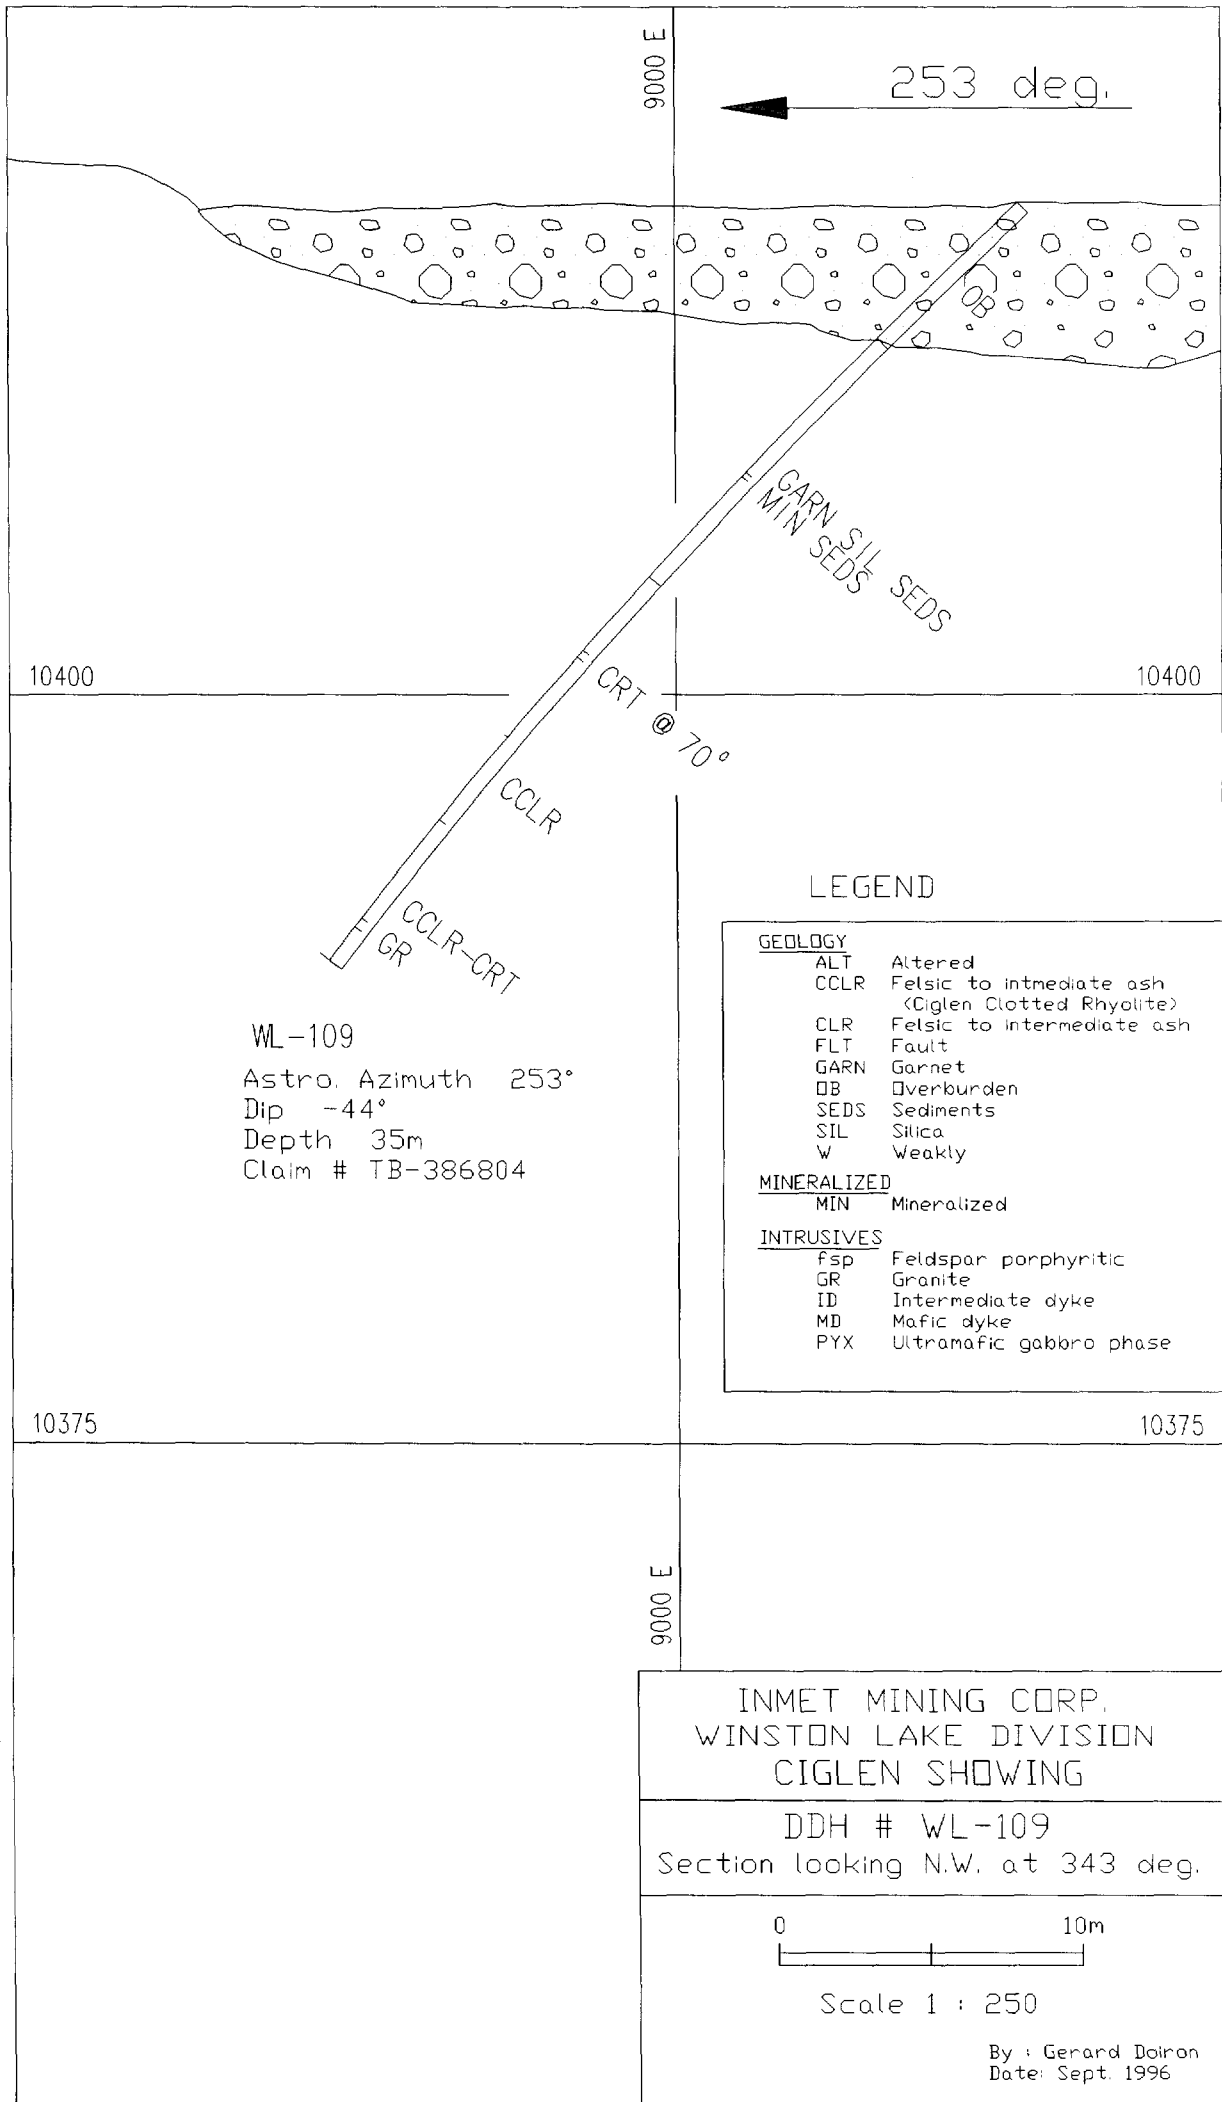 9000 E
253 deg.
OB
GARN SIL SEDS
MIN SEDS
10400
10400
CRT @ 70°
CCLR
CCLR-CRT
GR
WL-109
Astro. Azimuth 253°
Dip -44°
Depth 35m
Claim # TB-386804
LEGEND
GEOLOGY
ALT Altered
CCLR Felsic to intmediate ash
(Ciglen Clotted Rhyolite)
CLR Felsic to intermediate ash
FLT Fault
GARN Garnet
OB Overburden
SEDS Sediments
SIL Silica
W Weakly
MINERALIZED
MIN Mineralized
INTRUSIVES
fsp Feldspar porphyritic
GR Granite
ID Intermediate dyke
MD Mafic dyke
PYX Ultramafic gabbro phase
10375
10375
9000 E
INMET MINING CORP.
WINSTON LAKE DIVISION
CIGLEN SHOWING
DDH # WL-109
Section looking N.W. at 343 deg.
0 10m
Scale 1 : 250
By : Gerard Doiron
Date: Sept. 1996